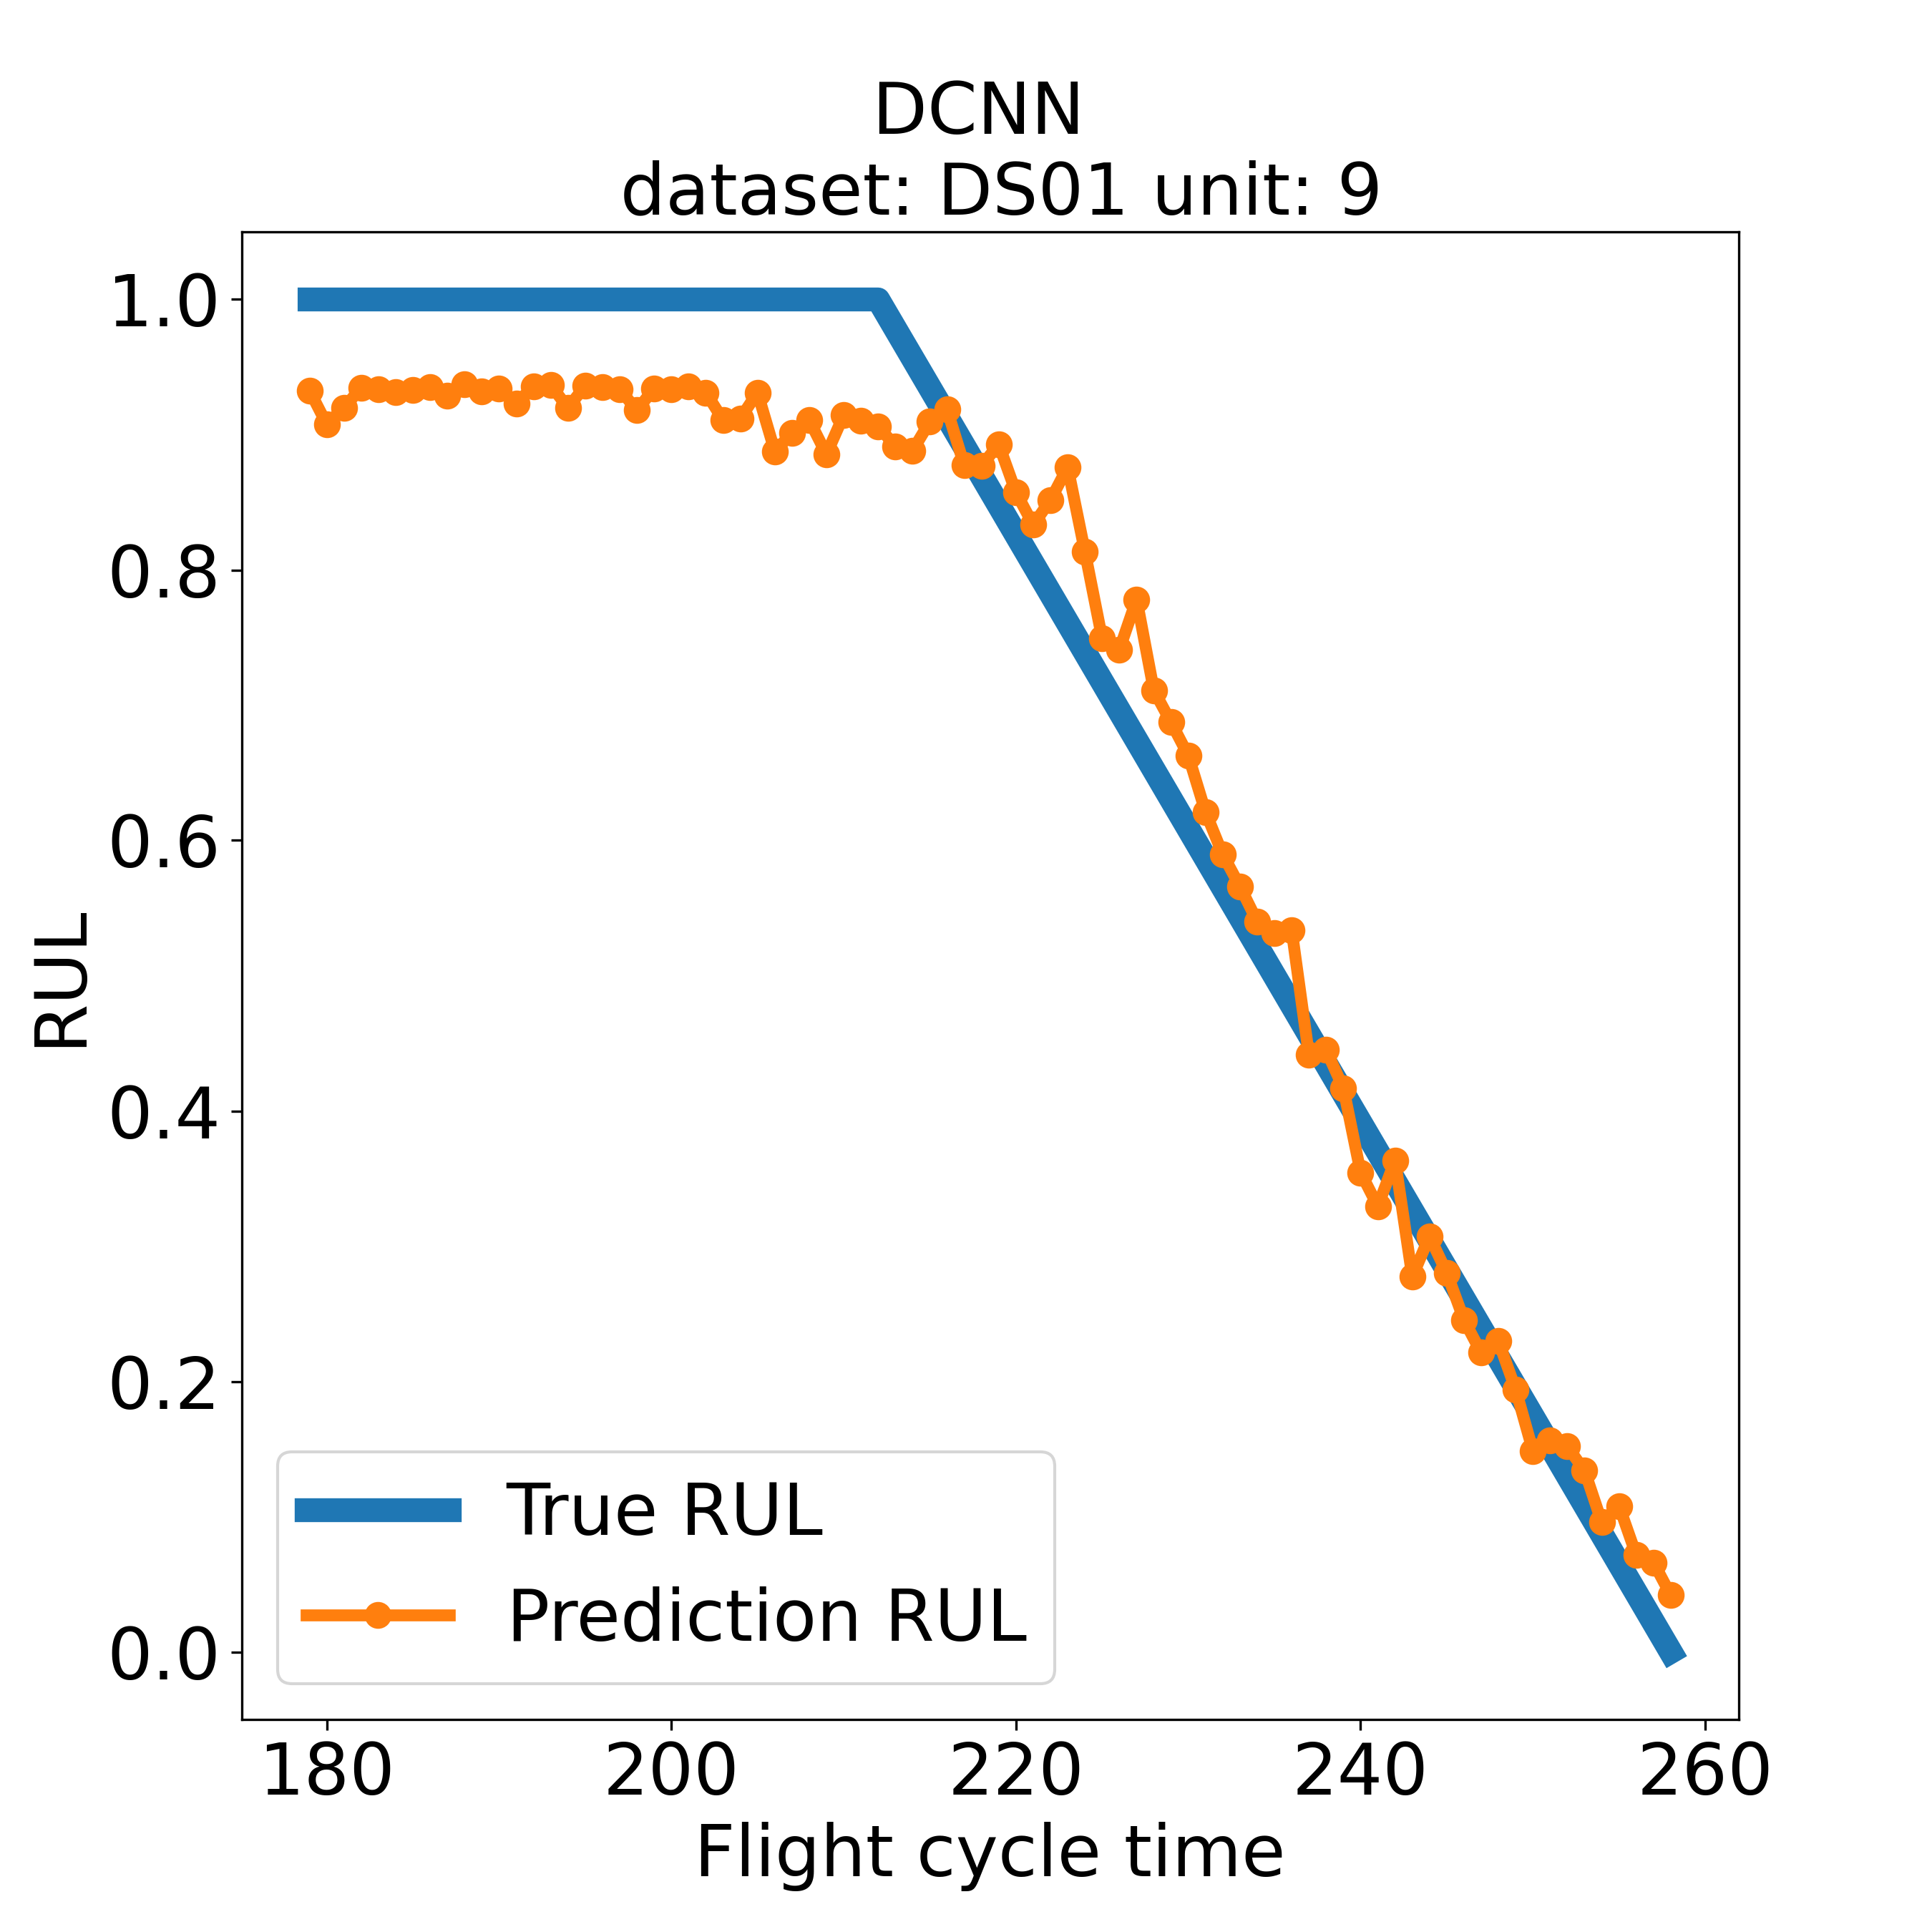 DCNN
dataset: DS01 unit: 9
1.0
0.8
0.6
0.4
0.2
0.0
RUL
True RUL
Prediction RUL
180 200 220 240 260
Flight cycle time